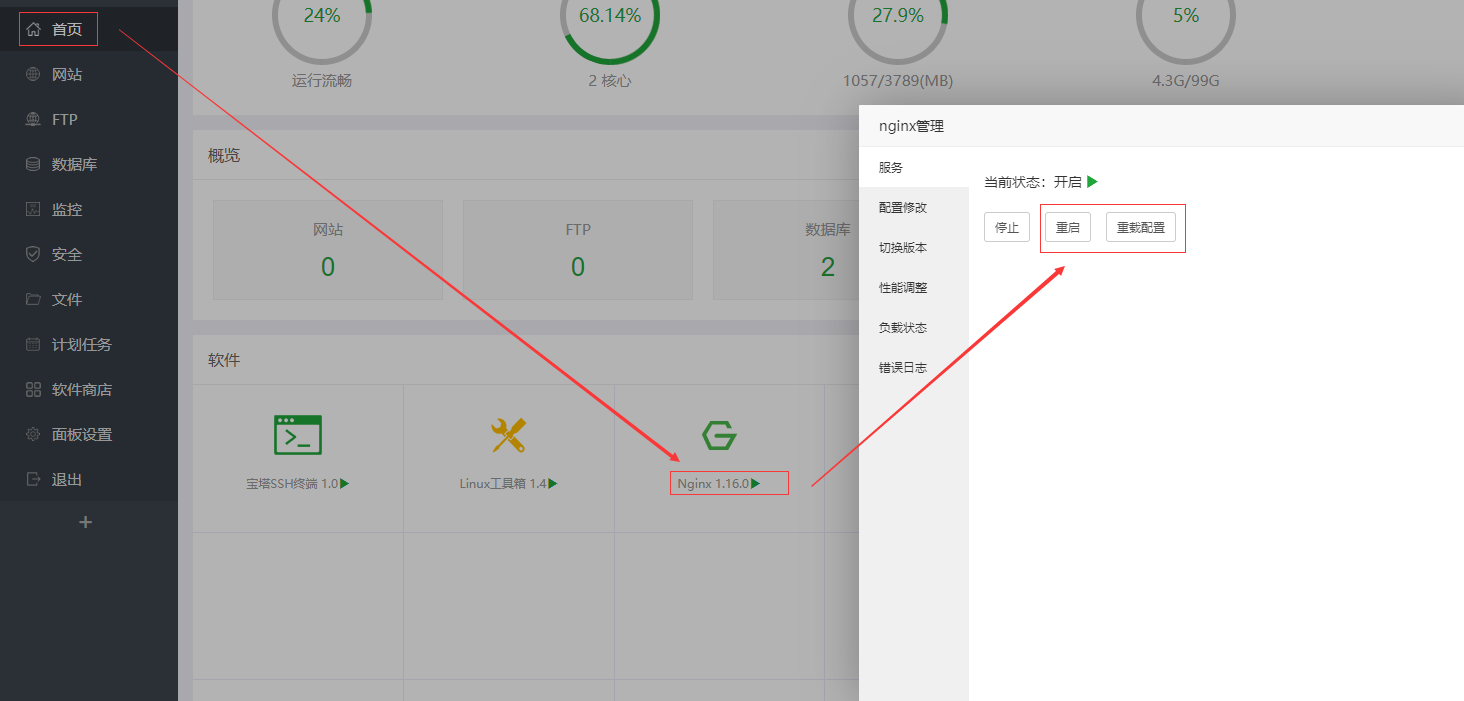 首页
网站
FTP
数据库
监控
安全
文件
计划任务
软件商店
面板设置
退出
+
24%
68.14%
27.9%
5%
运行流畅
2 核心
1057/3789(MB)
4.3G/99G
概览
网站
FTP
数据库
0
0
2
软件
宝塔SSH终端 1.0
Linux工具箱 1.4
Nginx 1.16.0
nginx管理
服务
配置修改
切换版本
性能调整
负载状态
错误日志
当前状态：开启
停止
重启
重载配置